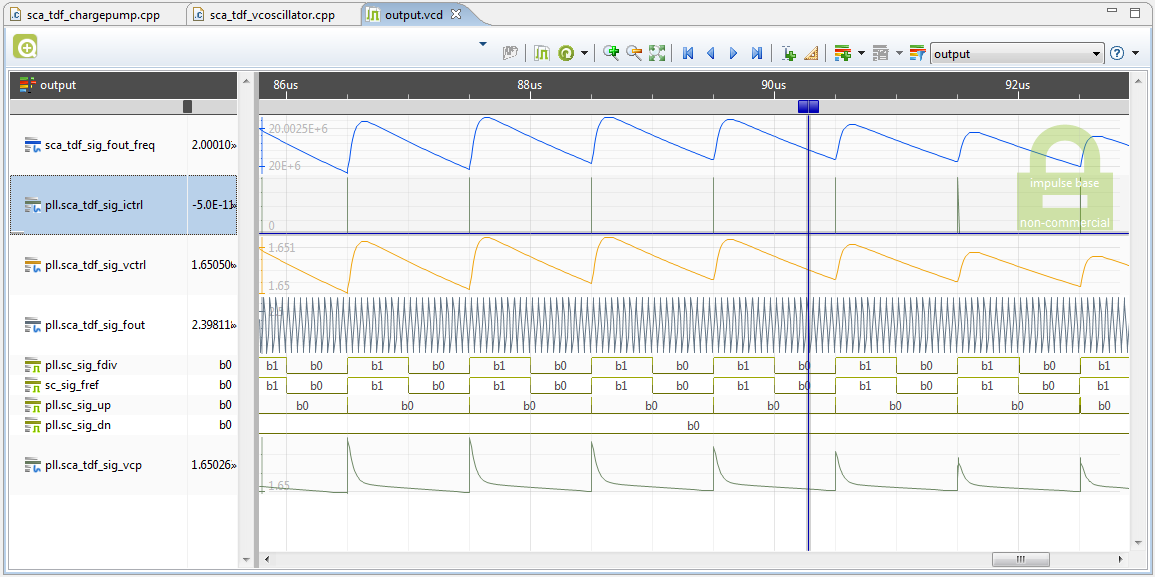 sca_tdf_chargepump.cpp sca_tdf_vcoscillator.cpp output.vcd
output
output 86us 88us 90us 92us
20.0025E+6
sca_tdf_sig_fout_freq 2.00010»
20E+6
impulse base
pll.sca_tdf_sig_ictrl -5.0E-11»
0 non-commercial
1.651
pll.sca_tdf_sig_vctrl 1.65050»
1.65
pll.sca_tdf_sig_fout 2.39811»
pll.sc_sig_fdiv b0 b1 b0 b1 b0 b1 b0 b1 b0 b1 b0 b1 b0 b1 b0 b1
sc_sig_fref b0 b1 b0 b1 b0 b1 b0 b1 b0 b1 b0 b1 b0 b1 b0 b1
pll.sc_sig_up b0 b0 b0 b0 b0 b0 b0 b0 b0
pll.sc_sig_dn b0 b0
pll.sca_tdf_sig_vcp 1.65026»
1.65